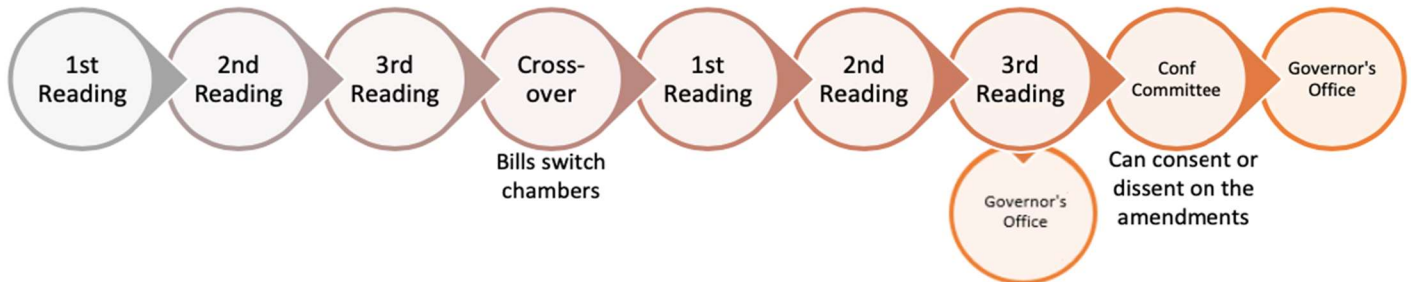 1st
Reading
2nd
Reading
3rd
Reading
Cross-
over
Bills switch
chambers
1st
Reading
2nd
Reading
3rd
Reading
Governor's
Office
Conf
Committee
Can consent or
dissent on the
amendments
Governor's
Office